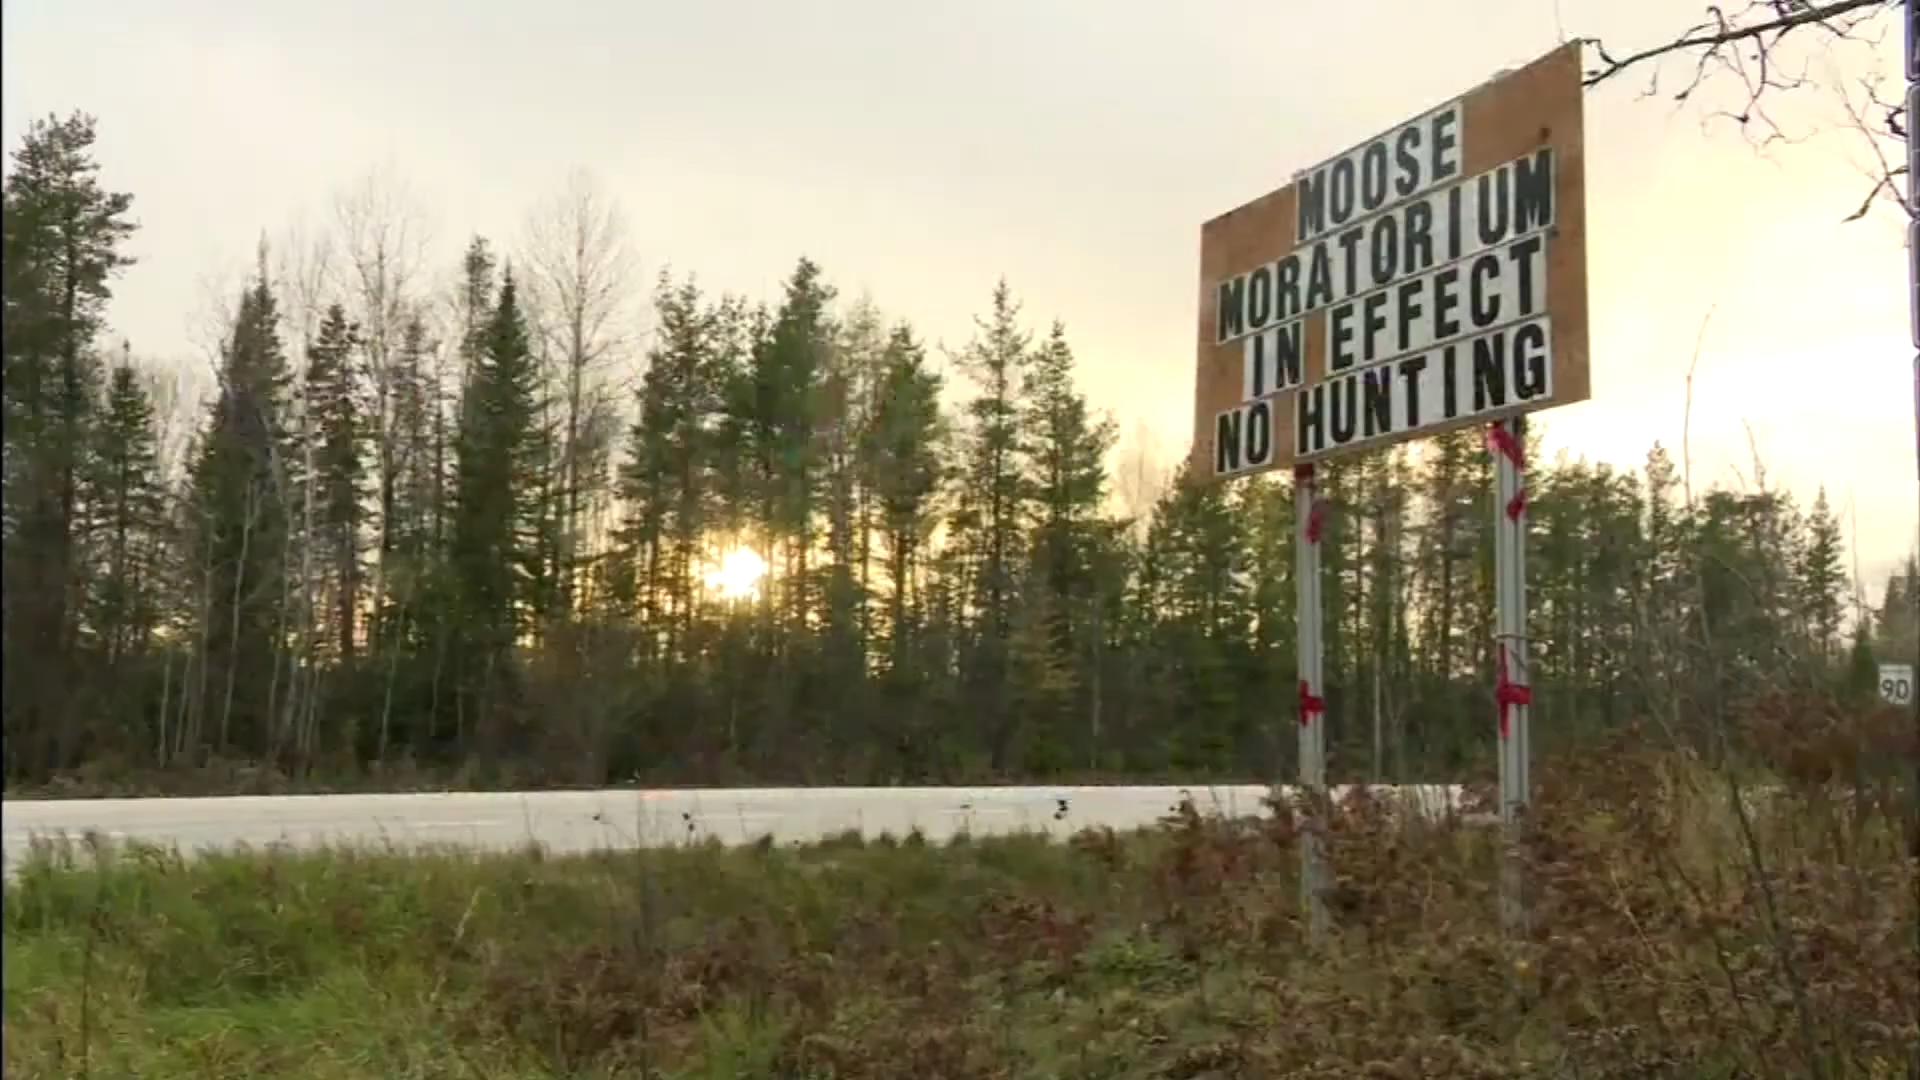 MOOSE
MORATORIUM
IN EFFECT
NO HUNTING
90